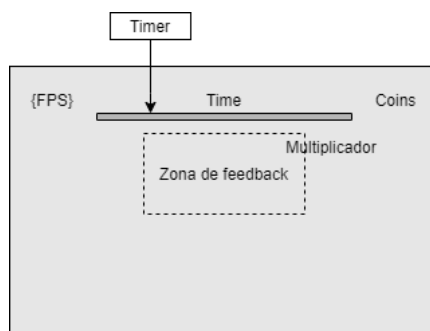 Timer
{FPS}
Time
Coins
Multiplicador
Zona de feedback